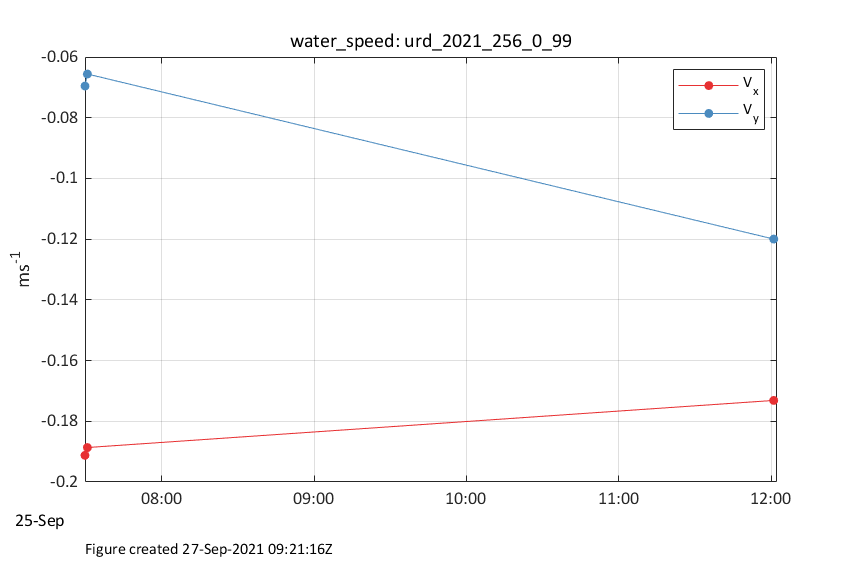 water_speed: urd_2021_256_0_99
-0.06
-0.08
-0.1
-0.12
-0.14
-0.16
-0.18
-0.2
ms-1
Vx
Vy
08:00 09:00 10:00 11:00 12:00
25-Sep
Figure created 27-Sep-2021 09:21:16Z